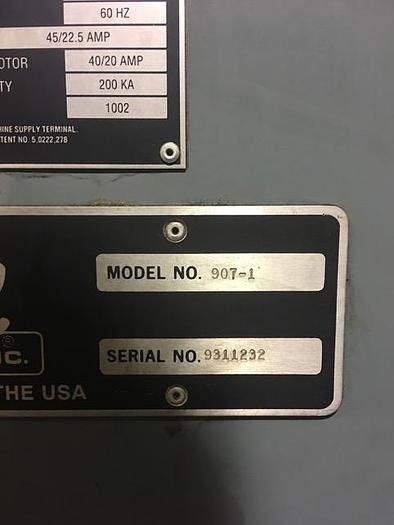 60 HZ
45/22.5 AMP
OTOR 40/20 AMP
TY 200 KA
1002
HINE SUPPLY TERMINAL.
TENT NO. 5,0222,278
MODEL NO. 907-1
®
C.
SERIAL NO. 9311232
THE USA